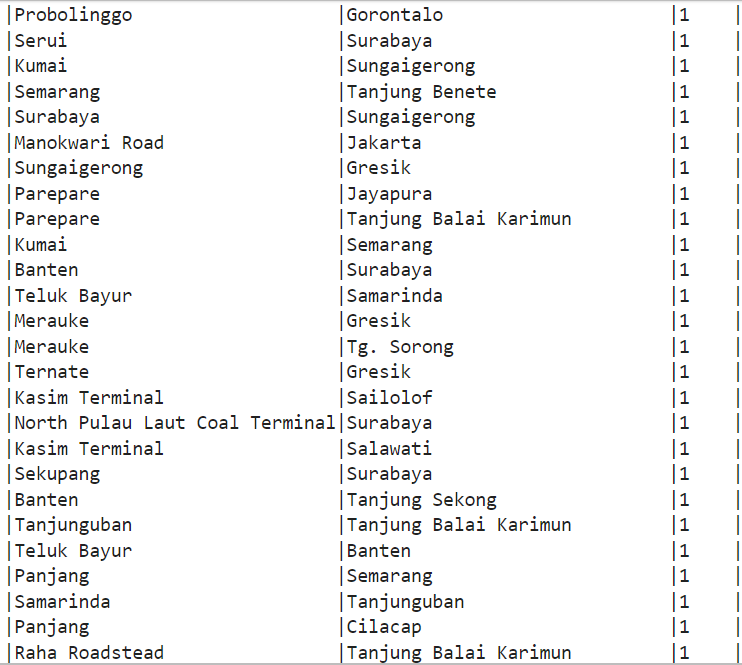 |Probolinggo |Gorontalo |1 |
|Serui |Surabaya |1 |
|Kumai |Sungaigerong |1 |
|Semarang |Tanjung Benete |1 |
|Surabaya |Sungaigerong |1 |
|Manokwari Road |Jakarta |1 |
|Sungaigerong |Gresik |1 |
|Parepare |Jayapura |1 |
|Parepare |Tanjung Balai Karimun |1 |
|Kumai |Semarang |1 |
|Banten |Surabaya |1 |
|Teluk Bayur |Samarinda |1 |
|Merauke |Gresik |1 |
|Merauke |Tg. Sorong |1 |
|Ternate |Gresik |1 |
|Kasim Terminal |Sailolof |1 |
|North Pulau Laut Coal Terminal|Surabaya |1 |
|Kasim Terminal |Salawati |1 |
|Sekupang |Surabaya |1 |
|Banten |Tanjung Sekong |1 |
|Tanjunguban |Tanjung Balai Karimun |1 |
|Teluk Bayur |Banten |1 |
|Panjang |Semarang |1 |
|Samarinda |Tanjunguban |1 |
|Panjang |Cilacap |1 |
|Raha Roadstead |Tanjung Balai Karimun |1 |